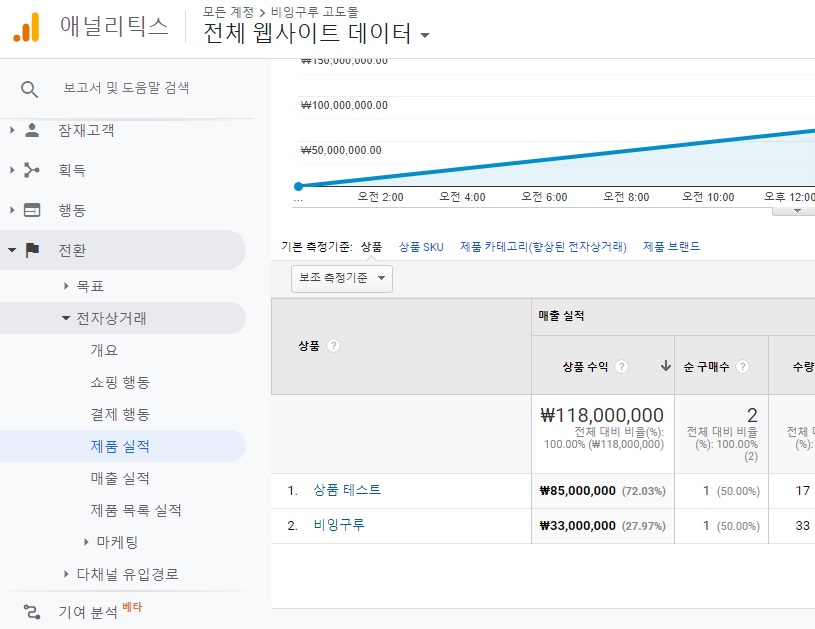 애널리틱스
모든 계정 > 비잉구루 고도몰
전체 웹사이트 데이터
보고서 및 도움말 검색
잠재고객
획득
행동
전환
목표
전자상거래
개요
쇼핑 행동
결제 행동
제품 실적
매출 실적
제품 목록 실적
마케팅
다채널 유입경로
기여 분석 베타
₩150,000,000.00
₩100,000,000.00
₩50,000,000.00
... 오전 2:00 오전 4:00 오전 6:00 오전 8:00 오전 10:00 오후 12:00
기본 측정기준: 상품 상품 SKU 제품 카테고리(향상된 전자상거래) 제품 브랜드
보조 측정기준
상품 ?
매출 실적
상품 수익 ? 순 구매수 ? 수량
₩118,000,000 2
전체 대비 비율(%): 전체 대비 비율 전체 대
100.00% (₩118,000,000) (%): 100.00% (%):
(2)
1. 상품 테스트 ₩85,000,000 (72.03%) 1 (50.00%) 17
2. 비잉구루 ₩33,000,000 (27.97%) 1 (50.00%) 33